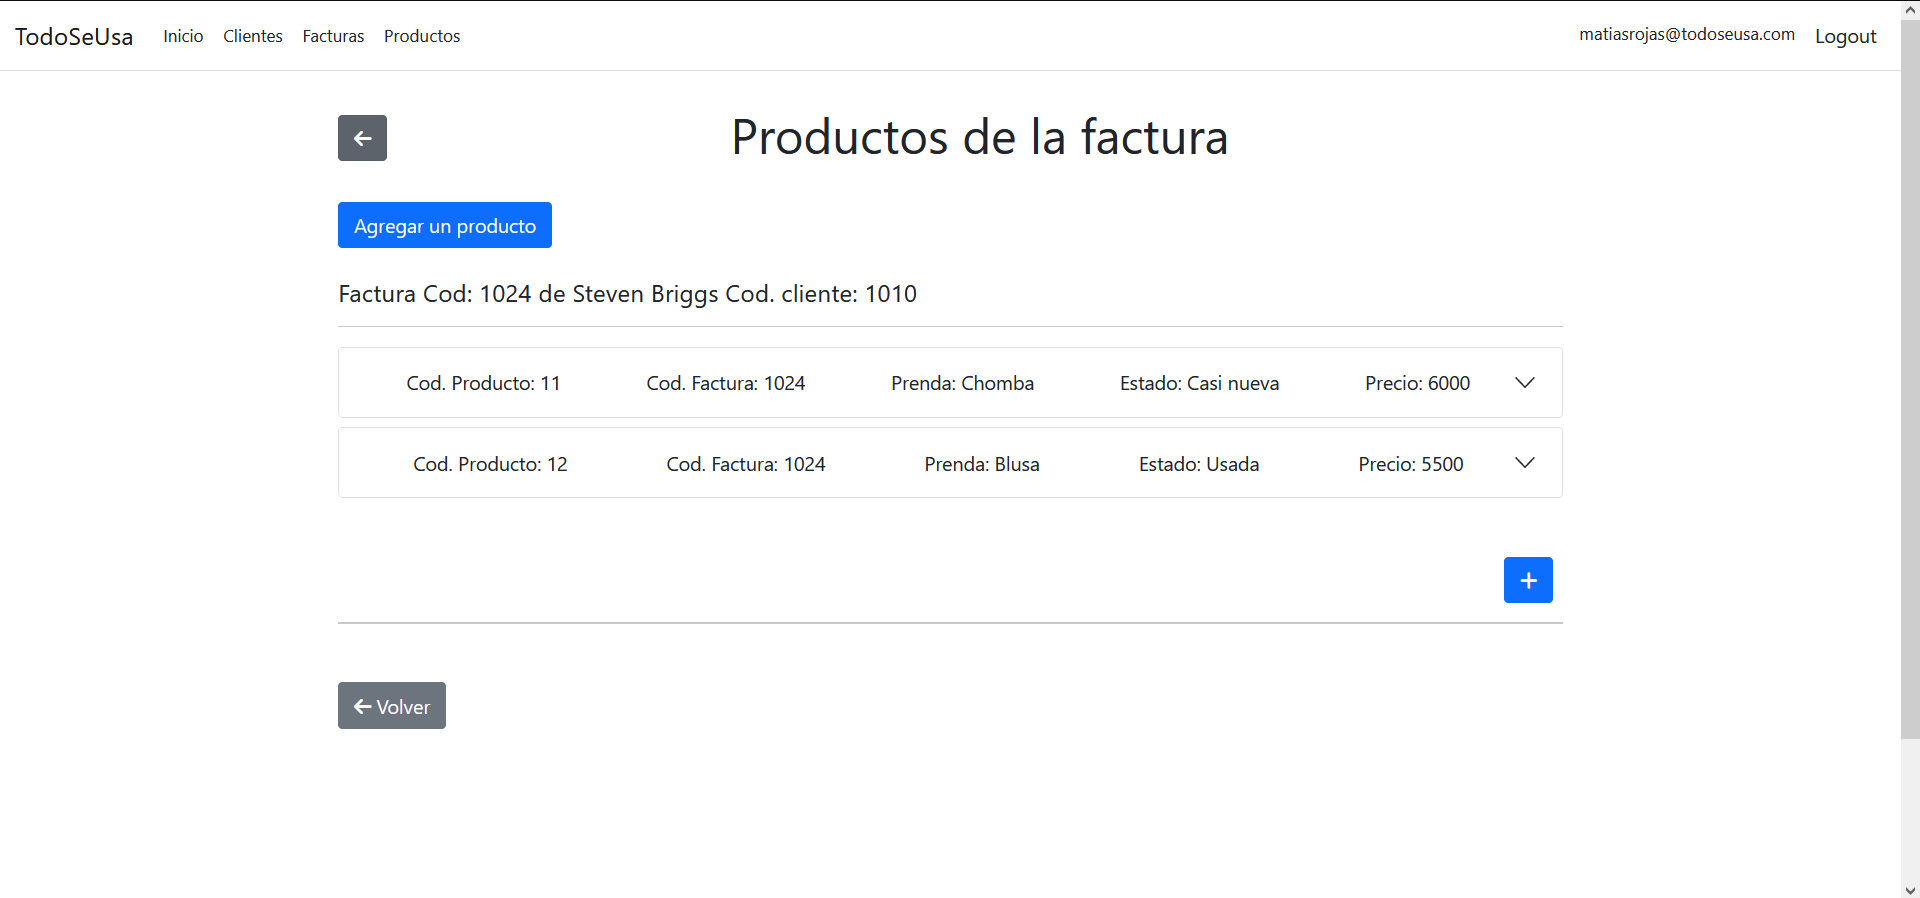 TodoSeUsa Inicio Clientes Facturas Productos matiasrojas@todoseusa.com Logout
Productos de la factura
Agregar un producto
Factura Cod: 1024 de Steven Briggs Cod. cliente: 1010
Cod. Producto: 11 Cod. Factura: 1024 Prenda: Chomba Estado: Casi nueva Precio: 6000
Cod. Producto: 12 Cod. Factura: 1024 Prenda: Blusa Estado: Usada Precio: 5500
Volver